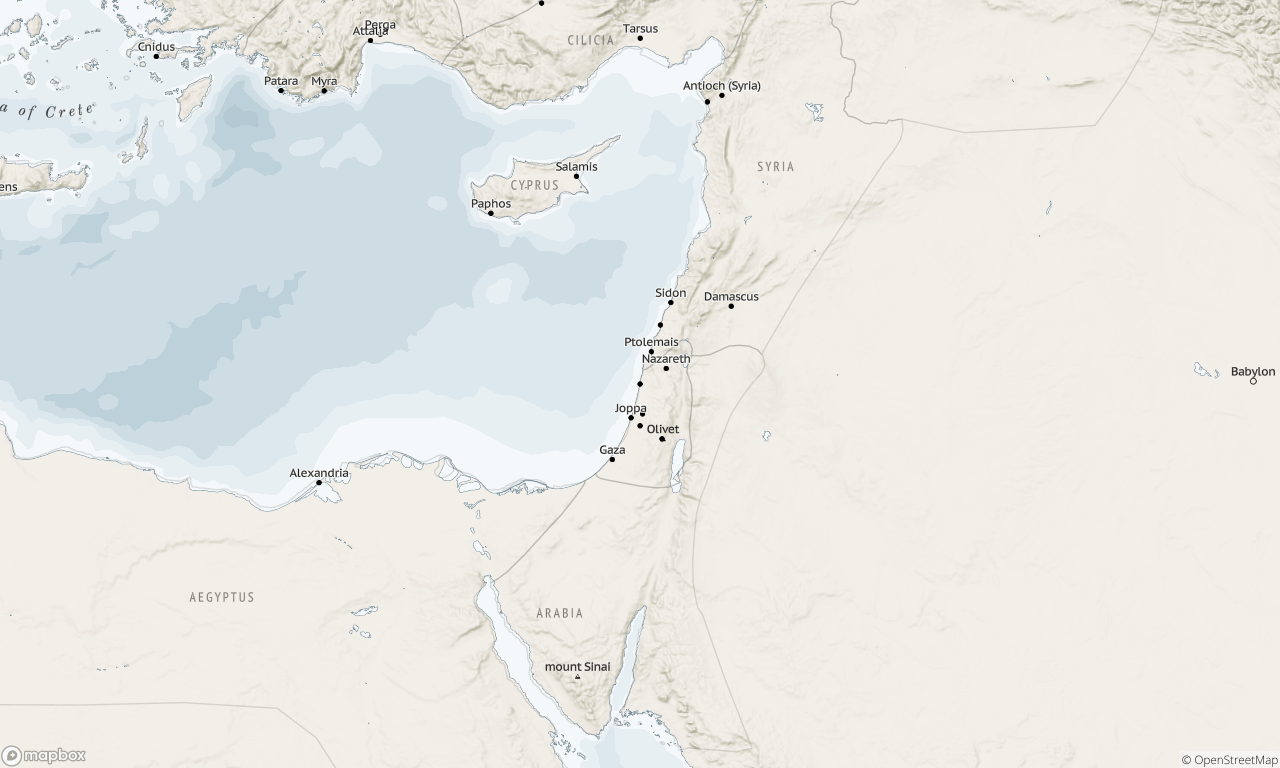 Perga
Attalia
Tarsus
CILICIA
Cnidus
Patara
Myra
Antioch (Syria)
a of Crete
Salamis
SYRIA
CYPRUS
ens
Paphos
Sidon
Damascus
Ptolemais
Nazareth
Babylon
Joppa
Olivet
Gaza
Alexandria
AEGYPTUS
ARABIA
mount Sinai
mapbox
© OpenStreetMap